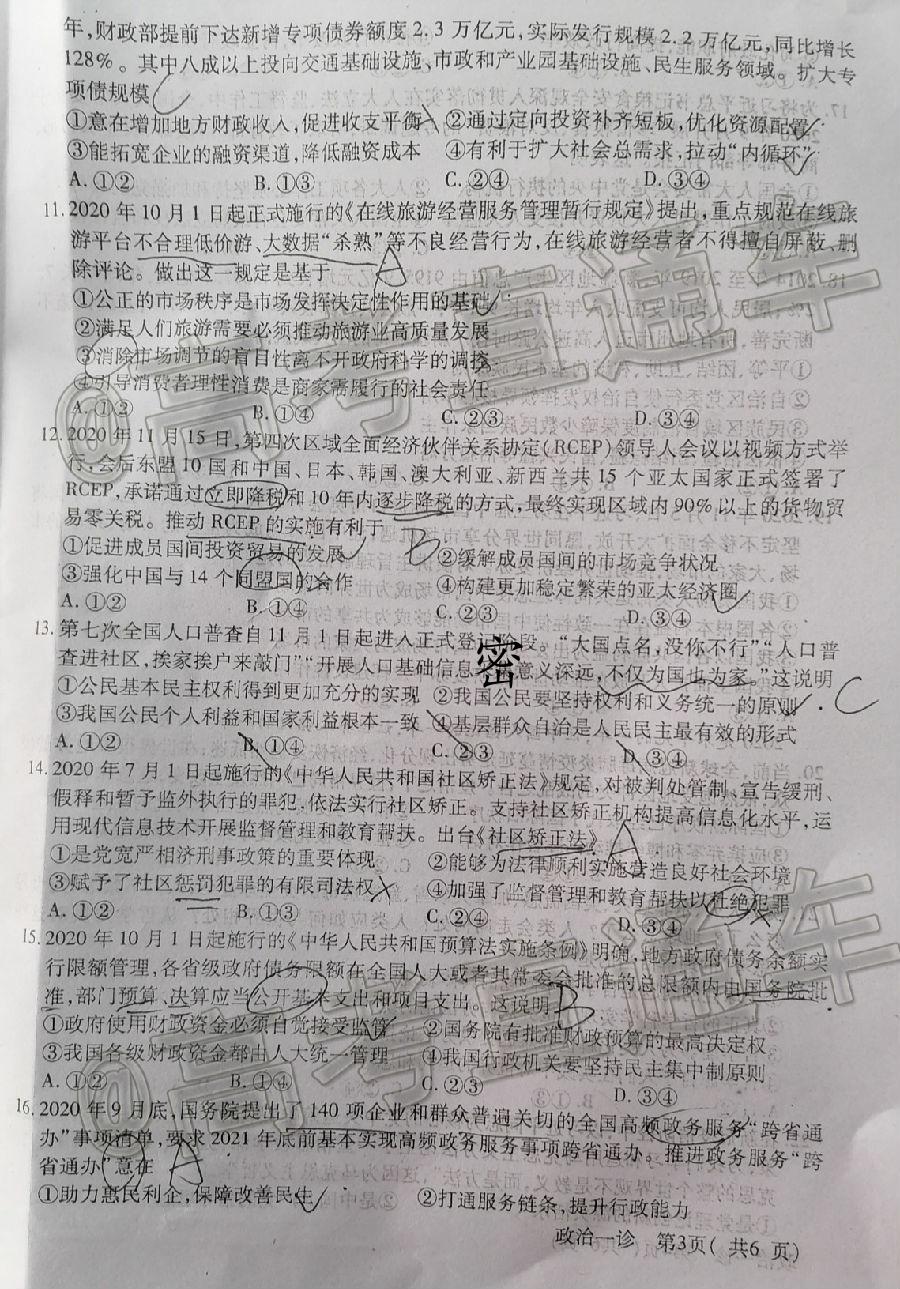 年,财政部提前下达新增专项债券额度2.3万亿元,实际发行规模2.2万亿元,同比增长
128%。其中八成以上投向交通基础设施、市政和产业园基础设施、民生服务领域。扩大专
项债规模
①意在增加地方财政收入,促进收支平衡 ②通过定向投资补齐短板,优化资源配置
③能拓宽企业的融资渠道,降低融资成本 ④有利于扩大社会总需求,拉动“内循环”
A.①② B.①③ C.②④ D.③④
11.2020年10月1日起正式施行的《在线旅游经营服务管理暂行规定》提出,重点规范在线旅
游平台不合理低价游、大数据“杀熟”等不良经营行为,在线旅游经营者不得擅自屏蔽、删
除评论。做出这一规定是基于 A
①公正的市场秩序是市场发挥决定性作用的基础
②满足人们旅游需要必须推动旅游业高质量发展
③消除市场调节的盲目性离不开政府科学的调控
④引导消费者理性消费是商家需履行的社会责任
A.①② B.①④ C.②③ D.③④
12.2020年11月15日,第四次区域全面经济伙伴关系协定(RCEP)领导人会议以视频方式举
行,会后东盟10国和中国、日本、韩国、澳大利亚、新西兰共15个亚太国家正式签署了
RCEP,承诺通过立即降税和10年内逐步降税的方式,最终实现区域内90%以上的货物贸
易零关税。推动RCEP的实施有利于 B
①促进成员国间投资贸易的发展 ②缓解成员国间的市场竞争状况
③强化中国与14个同盟国的合作 ④构建更加稳定繁荣的亚太经济圈
A.①② B.①④ C.②③ D.③④
13.第七次全国人口普查自11月1日起进入正式登记阶段。“大国点名,没你不行”“人口普
查进社区,挨家挨户来敲门”“开展人口基础信息 密 意义深远,不仅为国也为家。”这说明
①公民基本民主权利得到更加充分的实现 ②我国公民要坚持权利和义务统一的原则 C
③我国公民个人利益和国家利益根本一致 ④基层群众自治是人民民主最有效的形式
A.①② B.①④ C.②③ D.③④
14.2020年7月1日起施行的《中华人民共和国社区矫正法》规定,对被判处管制、宣告缓刑、
假释和暂予监外执行的罪犯,依法实行社区矫正。支持社区矫正机构提高信息化水平,运
用现代信息技术开展监督管理和教育帮扶。出台《社区矫正法》 A
①是党宽严相济刑事政策的重要体现 ②能够为法律顺利实施营造良好社会环境
③赋予了社区惩罚犯罪的有限司法权 ④加强了监督管理和教育帮扶以杜绝犯罪
A.①② B.①③ C.②④ D.③④
15.2020年10月1日起施行的《中华人民共和国预算法实施条例》明确,地方政府债务余额实
行限额管理,各省级政府债务限额在全国人大或者其常委会批准的总限额内由国务院批
准,部门预算、决算应当公开基本支出和项目支出。这说明 B
①政府使用财政资金必须自觉接受监管 ②国务院有批准财政预算的最高决定权
③我国各级财政资金都由人大统一管理 ④我国行政机关要坚持民主集中制原则
A.①② B.①④ C.②③ D.③④
16.2020年9月底,国务院提出了140项企业和群众普遍关切的全国高频政务服务“跨省通
办”事项清单,要求2021年底前基本实现高频政务服务事项跨省通办。推进政务服务“跨
省通办”意在 A
①助力惠民利企,保障改善民生 ②打通服务链条,提升行政能力
政治一诊 第3页(共6页)
@高考直通车
@高考直通车